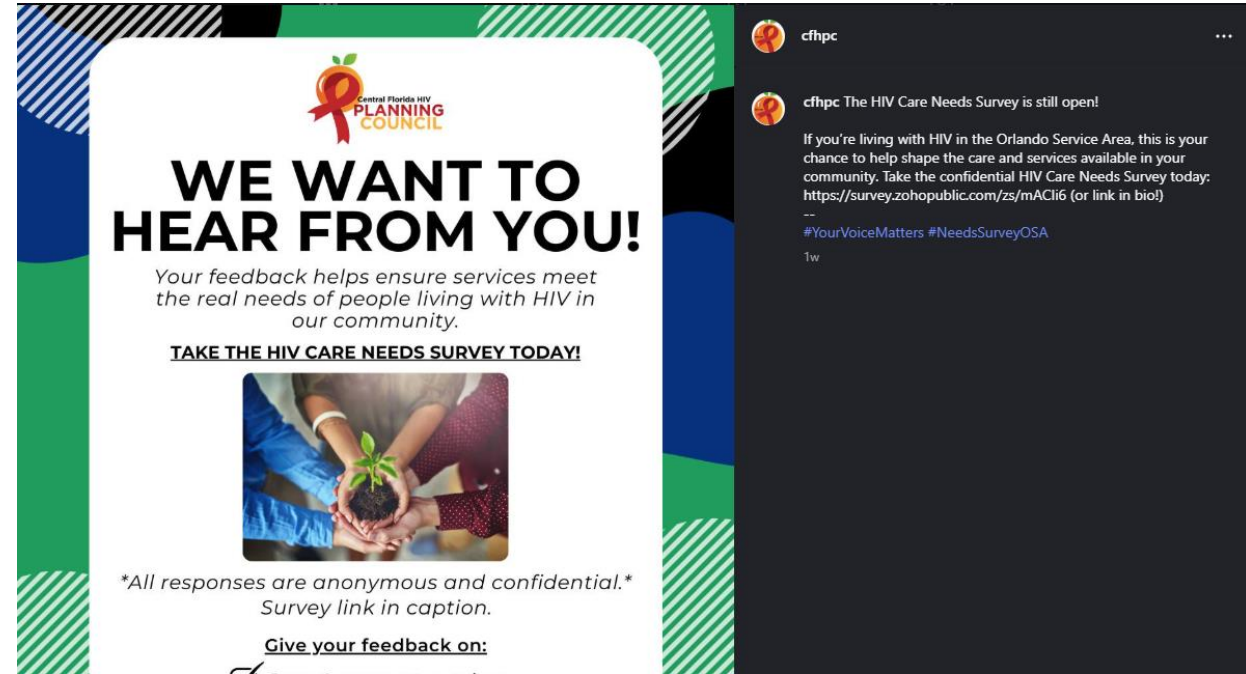 Central Florida HIV
PLANNING
COUNCIL
WE WANT TO
HEAR FROM YOU!
Your feedback helps ensure services meet
the real needs of people living with HIV in
our community.
TAKE THE HIV CARE NEEDS SURVEY TODAY!
*All responses are anonymous and confidential.*
Survey link in caption.
Give your feedback on:
cfhpc
cfhpc The HIV Care Needs Survey is still open!
If you're living with HIV in the Orlando Service Area, this is your
chance to help shape the care and services available in your
community. Take the confidential HIV Care Needs Survey today:
https://survey.zohopublic.com/zs/mACIi6 (or link in bio!)
--
#YourVoiceMatters #NeedsSurveyOSA
1w